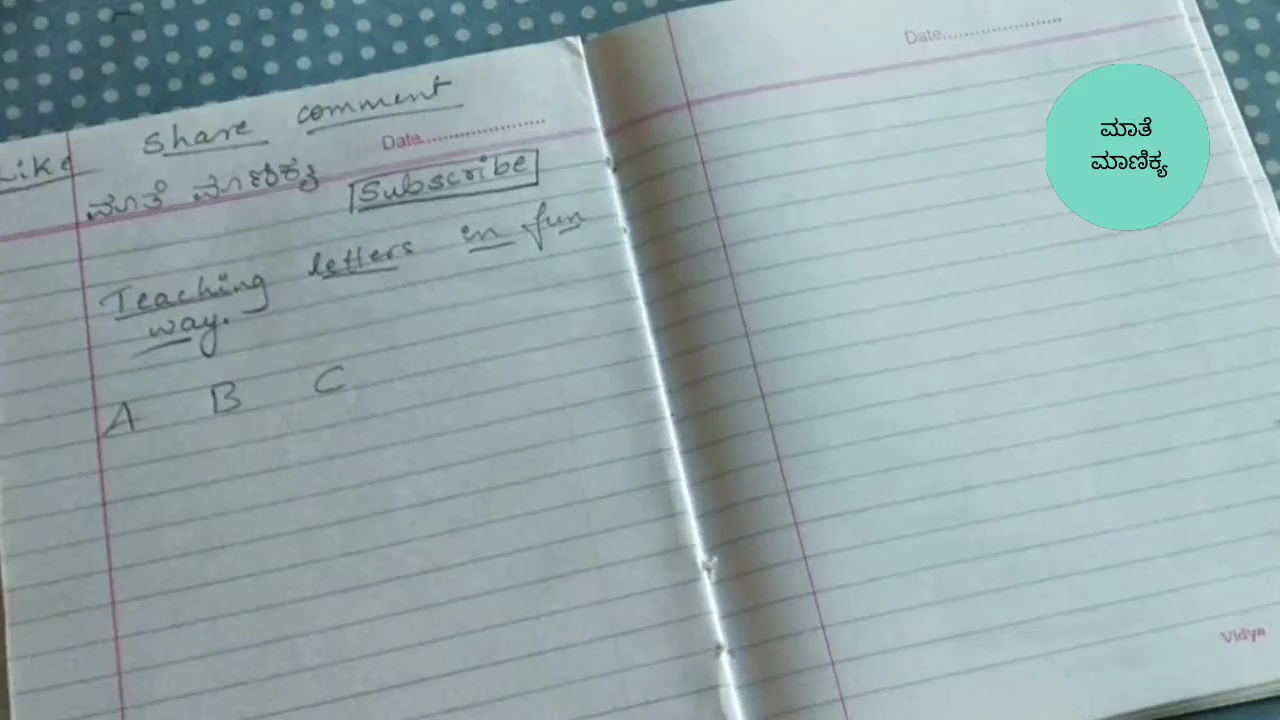 Like Share comment
Date
ಮಾತೆ ಮಾಣಿಕ್ಯ Subscribe
Teaching letters in fun
way.
A B C
Date
ಮಾತೆ
ಮಾಣಿಕ್ಯ
Vidya